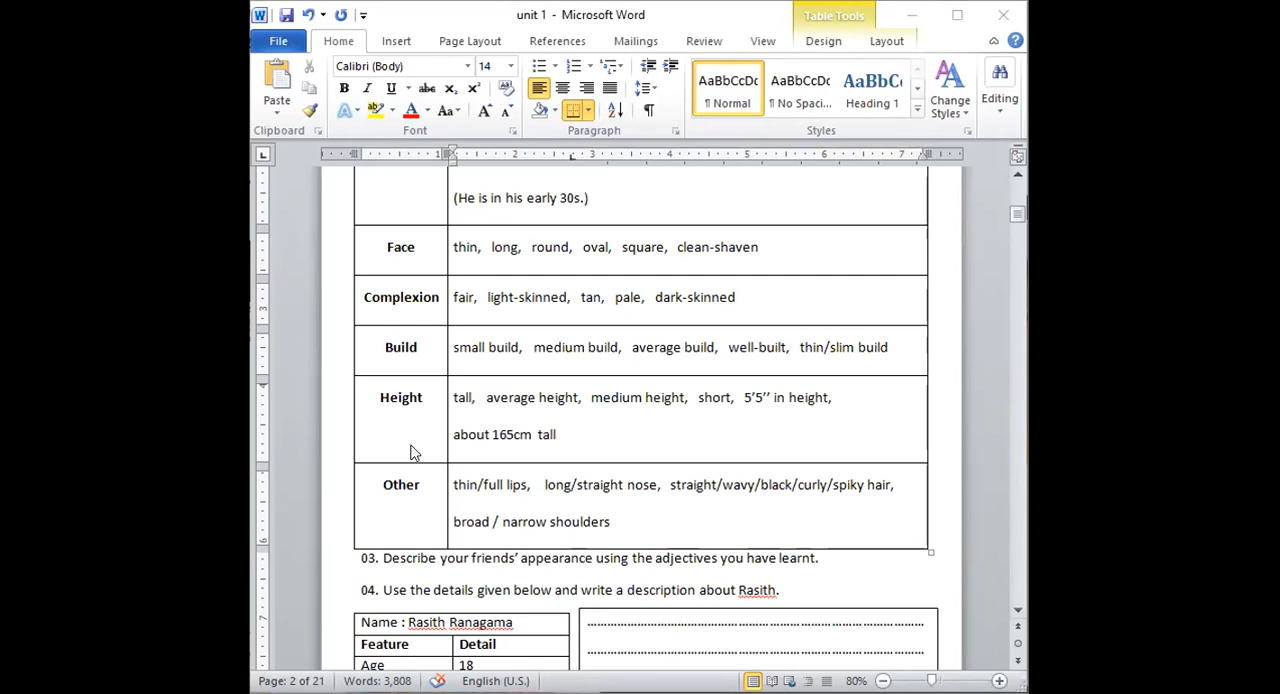 unit 1 - Microsoft Word
Table Tools
File Home Insert Page Layout References Mailings Review View Design Layout
Calibri (Body) 14
Paste
AaBbCcDc AaBbCcDc AaBbC
¶ Normal ¶ No Spaci... Heading 1
Change Styles
Editing
Clipboard Font Paragraph Styles
1 2 3 4 5 6 7
(He is in his early 30s.)
Face thin, long, round, oval, square, clean-shaven
Complexion fair, light-skinned, tan, pale, dark-skinned
Build small build, medium build, average build, well-built, thin/slim build
Height tall, average height, medium height, short, 5’5’’ in height,
about 165cm tall
Other thin/full lips, long/straight nose, straight/wavy/black/curly/spiky hair,
broad / narrow shoulders
03. Describe your friends’ appearance using the adjectives you have learnt.
04. Use the details given below and write a description about Rasith.
Name : Rasith Ranagama
Feature Detail
Age 18
Page: 2 of 21 Words: 3,808 English (U.S.) 80%